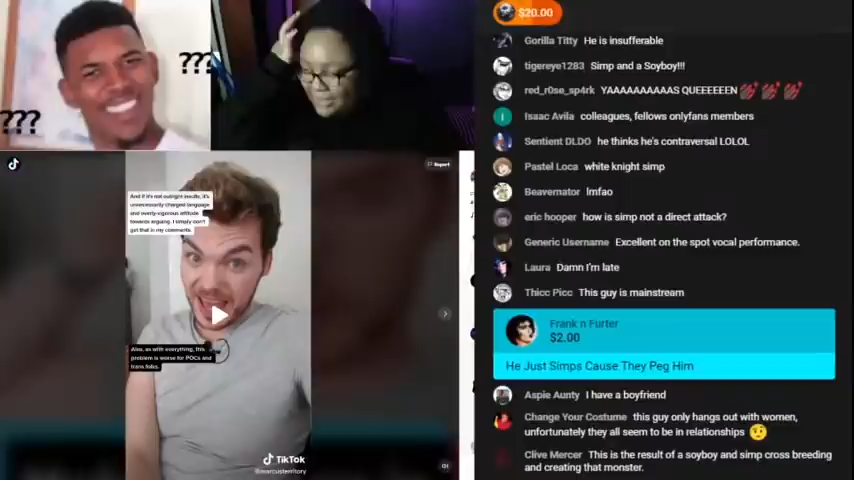 ???
???
Report
And if it's not outright insults, it's
unnecessarily charged language
and overly-vigorous attitude
towards arguing. I simply don't
get that in my comments.
Also, as with everything, this
problem is worse for POCs and
trans folks.
TikTok
$20.00
Gorilla Titty He is insufferable
tigereye1283 Simp and a Soyboy!!!
red_r0se_sp4rk YAAAAAAAAAS QUEEEEEEN
I Isaac Avila colleagues, fellows onlyfans members
Sentient DLDO he thinks he's contraversal LOLOL
Pastel Loca white knight simp
Beavernator lmfao
eric hooper how is simp not a direct attack?
Generic Username Excellent on the spot vocal performance.
Laura Damn I'm late
Thicc Picc This guy is mainstream
Frank n Furter
$2.00
He Just Simps Cause They Peg Him
Aspie Aunty I have a boyfriend
Change Your Costume this guy only hangs out with women,
unfortunately they all seem to be in relationships
Clive Mercer This is the result of a soyboy and simp cross breeding
and creating that monster.